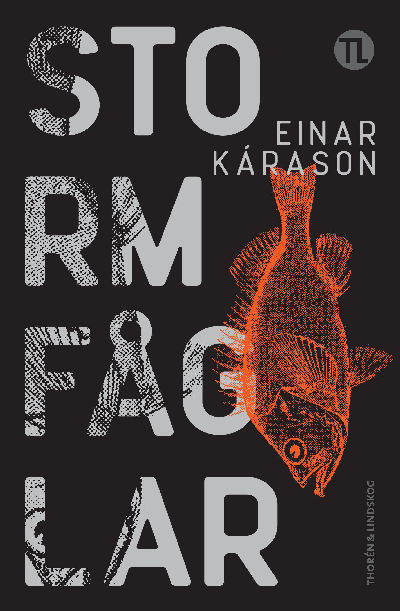 STO
TL
EINAR
KÁRASON
RM
FÅG
LAR
THORÉN & LINDSKOG